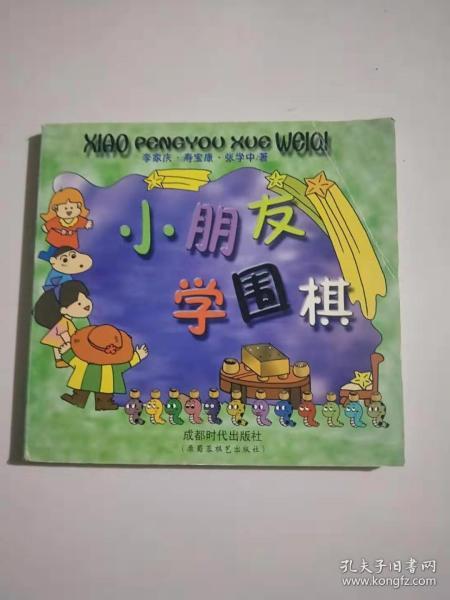 XIAO PENGYOU XUE WEIQI
李家庆·寿宝康·张学中/著
小朋友
学围棋
成都时代出版社
(原蜀蓉棋艺出版社)
孔夫子旧书网
www.kongfz.com